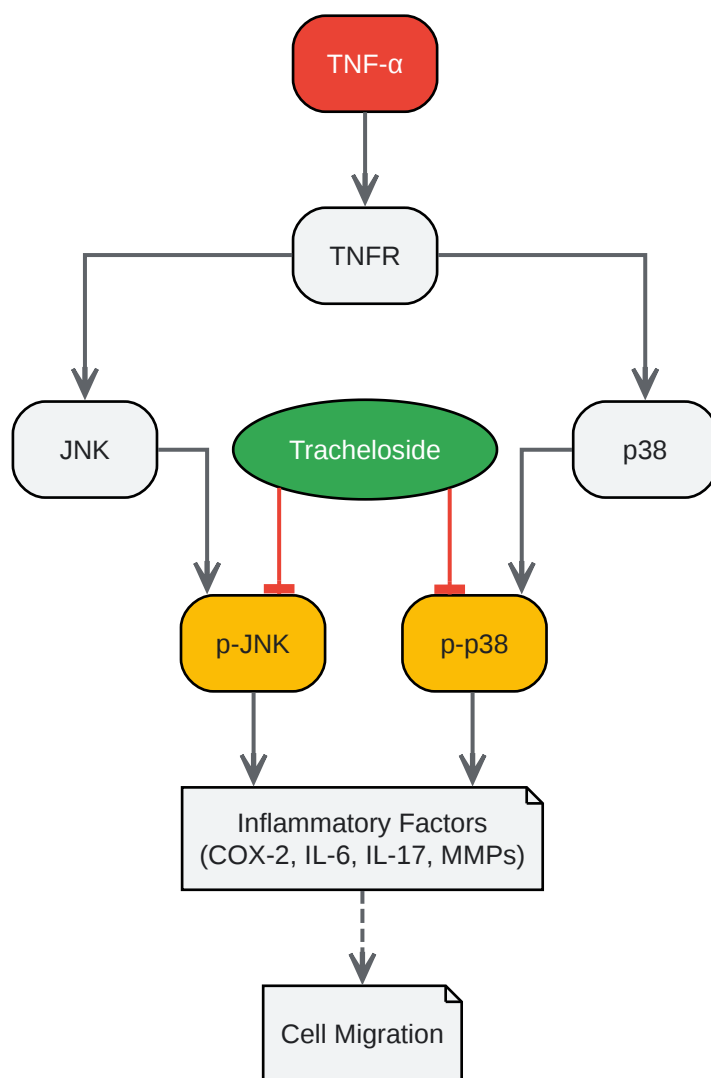 TNF-α
TNFR
JNK
Tracheloside
p38
p-JNK
p-p38
Inflammatory Factors
(COX-2, IL-6, IL-17, MMPs)
Cell Migration